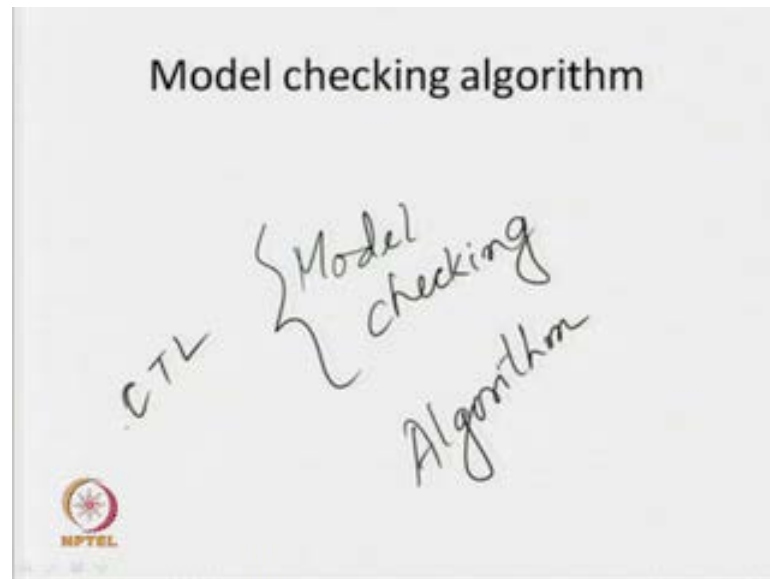 Model checking algorithm
Model
checking
CTL
Algorithm
NPTEL